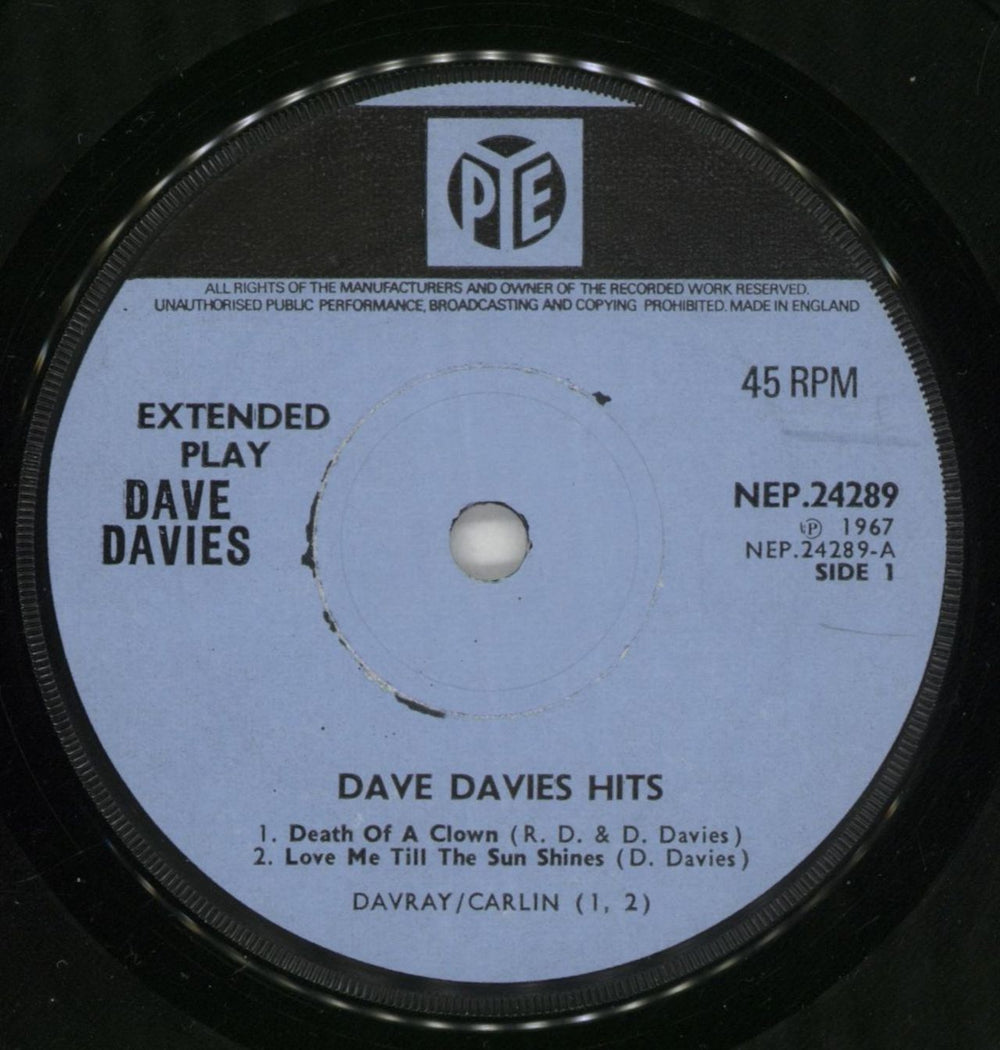 PYE
ALL RIGHTS OF THE MANUFACTURERS AND OWNER OF THE RECORDED WORK RESERVED.
UNAUTHORISED PUBLIC PERFORMANCE, BROADCASTING AND COPYING PROHIBITED. MADE IN ENGLAND
45 RPM
EXTENDED
PLAY
DAVE
DAVIES
NEP.24289
℗ 1967
NEP.24289-A
SIDE 1
DAVE DAVIES HITS
1. Death Of A Clown (R. D. & D. Davies)
2. Love Me Till The Sun Shines (D. Davies)
DAVRAY/CARLIN (1, 2)